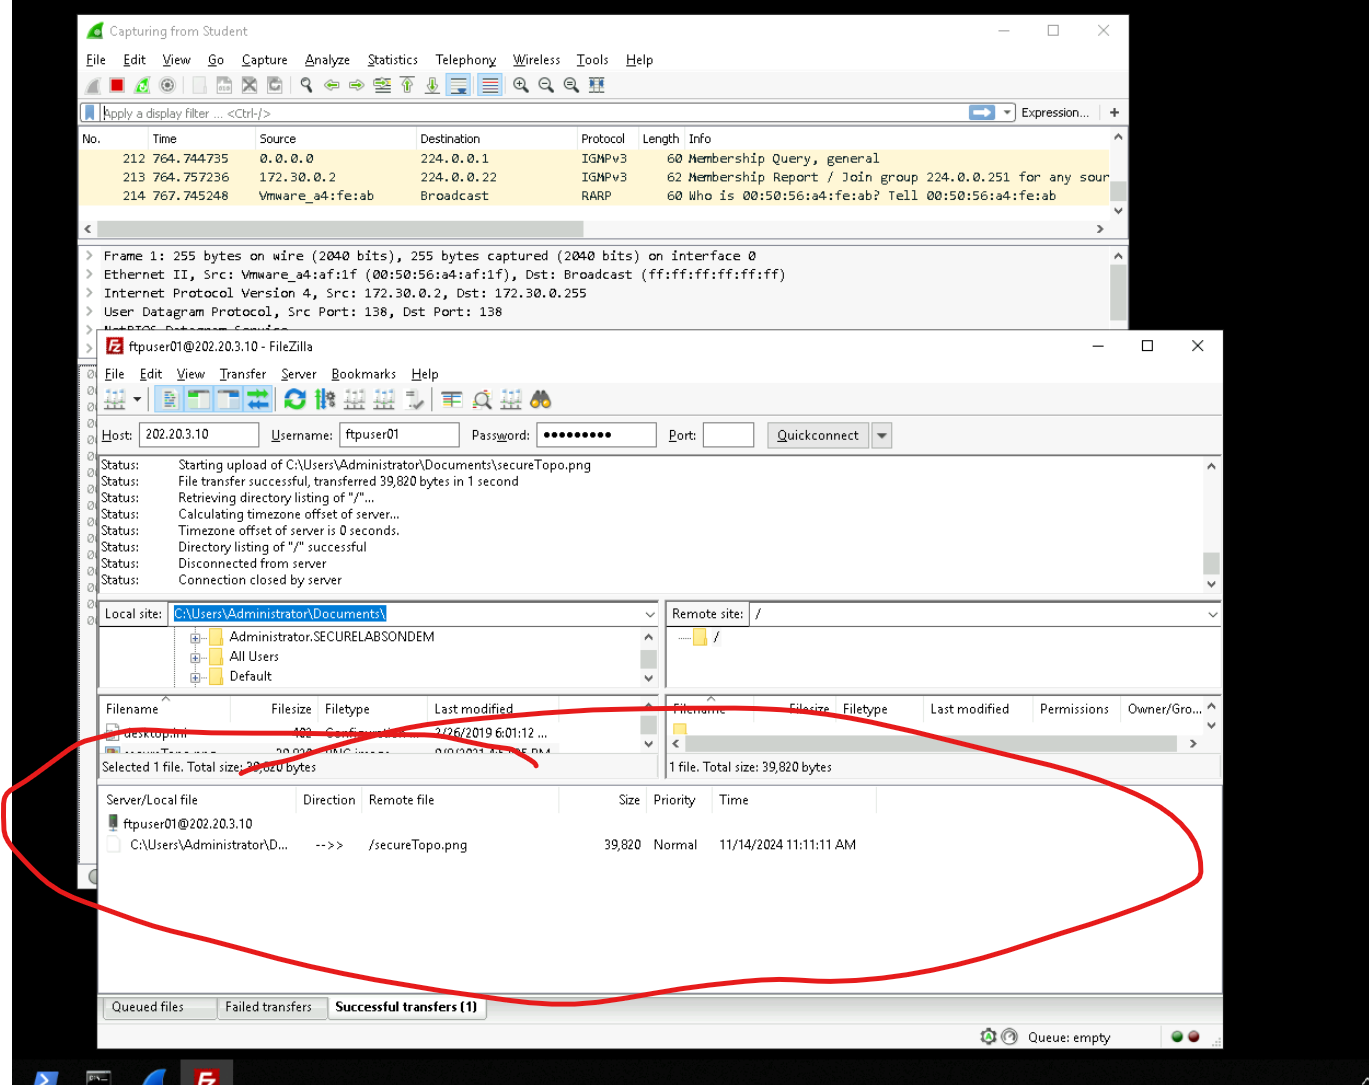 Capturing from Student
File Edit View Go Capture Analyze Statistics Telephony Wireless Tools Help
Apply a display filter ... <Ctrl-/> Expression... +
No. Time Source Destination Protocol Length Info
212 764.744735 0.0.0.0 224.0.0.1 IGMPv3 60 Membership Query, general
213 764.757236 172.30.0.2 224.0.0.22 IGMPv3 62 Membership Report / Join group 224.0.0.251 for any sour
214 767.745248 Vmware_a4:fe:ab Broadcast RARP 60 Who is 00:50:56:a4:fe:ab? Tell 00:50:56:a4:fe:ab
Frame 1: 255 bytes on wire (2040 bits), 255 bytes captured (2040 bits) on interface 0
Ethernet II, Src: Vmware_a4:af:1f (00:50:56:a4:af:1f), Dst: Broadcast (ff:ff:ff:ff:ff:ff)
Internet Protocol Version 4, Src: 172.30.0.2, Dst: 172.30.0.255
User Datagram Protocol, Src Port: 138, Dst Port: 138
NetBIOS Datagram Service
ftpuser01@202.20.3.10 - FileZilla
File Edit View Transfer Server Bookmarks Help
Host: 202.20.3.10 Username: ftpuser01 Password: ●●●●●●●●● Port: Quickconnect
Status: Starting upload of C:\Users\Administrator\Documents\secureTopo.png
Status: File transfer successful, transferred 39,820 bytes in 1 second
Status: Retrieving directory listing of "/"...
Status: Calculating timezone offset of server...
Status: Timezone offset of server is 0 seconds.
Status: Directory listing of "/" successful
Status: Disconnected from server
Status: Connection closed by server
Local site: C:\Users\Administrator\Documents\ Remote site: /
Administrator.SECURELABSONDEM /
All Users
Default
Filename Filesize Filetype Last modified Filename Filesize Filetype Last modified Permissions Owner/Gro...
desktop.ini 402 Configuration ... 2/26/2019 6:01:12 ...
secureTopo.png 39,820 PNG image
Selected 1 file. Total size: 39,820 bytes 1 file. Total size: 39,820 bytes
Server/Local file Direction Remote file Size Priority Time
ftpuser01@202.20.3.10
C:\Users\Administrator\D... -->> /secureTopo.png 39,820 Normal 11/14/2024 11:11:11 AM
Queued files Failed transfers Successful transfers (1)
Queue: empty